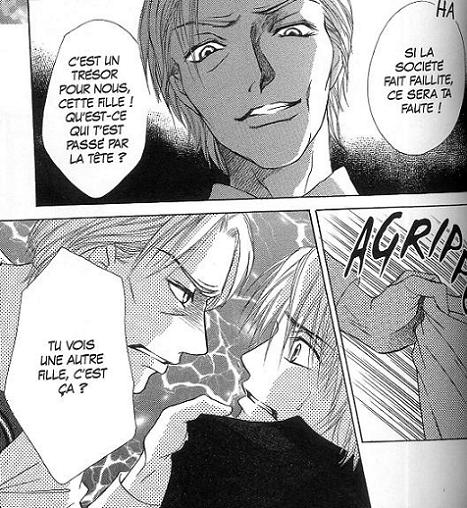 HA
SI LA
SOCIÉTÉ
FAIT FAILLITE,
CE SERA TA
FAUTE !
C'EST UN
TRÉSOR
POUR NOUS,
CETTE FILLE !
QU'EST-CE
QUI T'EST
PASSÉ PAR
LA TÊTE ?
AGRIPP
TU VOIS
UNE AUTRE
FILLE, C'EST
ÇA ?